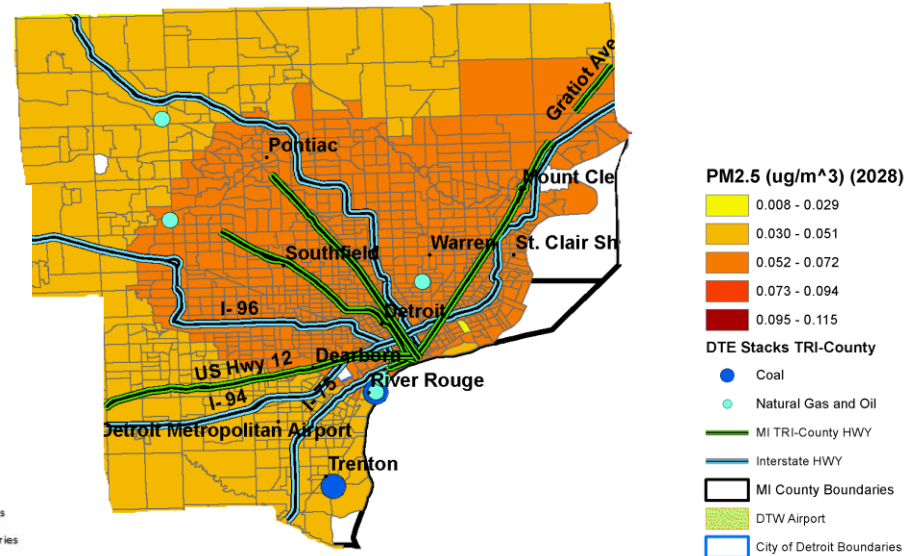 Gratiot Ave
Pontiac
Mount Cle
Southfield
Warren
St. Clair Sh
I- 96
Detroit
Dearborn
US Hwy 12
I- 94
I- 75
River Rouge
Detroit Metropolitan Airport
Trenton
s
ries
PM2.5 (ug/m^3) (2028)
0.008 - 0.029
0.030 - 0.051
0.052 - 0.072
0.073 - 0.094
0.095 - 0.115
DTE Stacks TRI-County
Coal
Natural Gas and Oil
MI TRI-County HWY
Interstate HWY
MI County Boundaries
DTW Airport
City of Detroit Boundaries